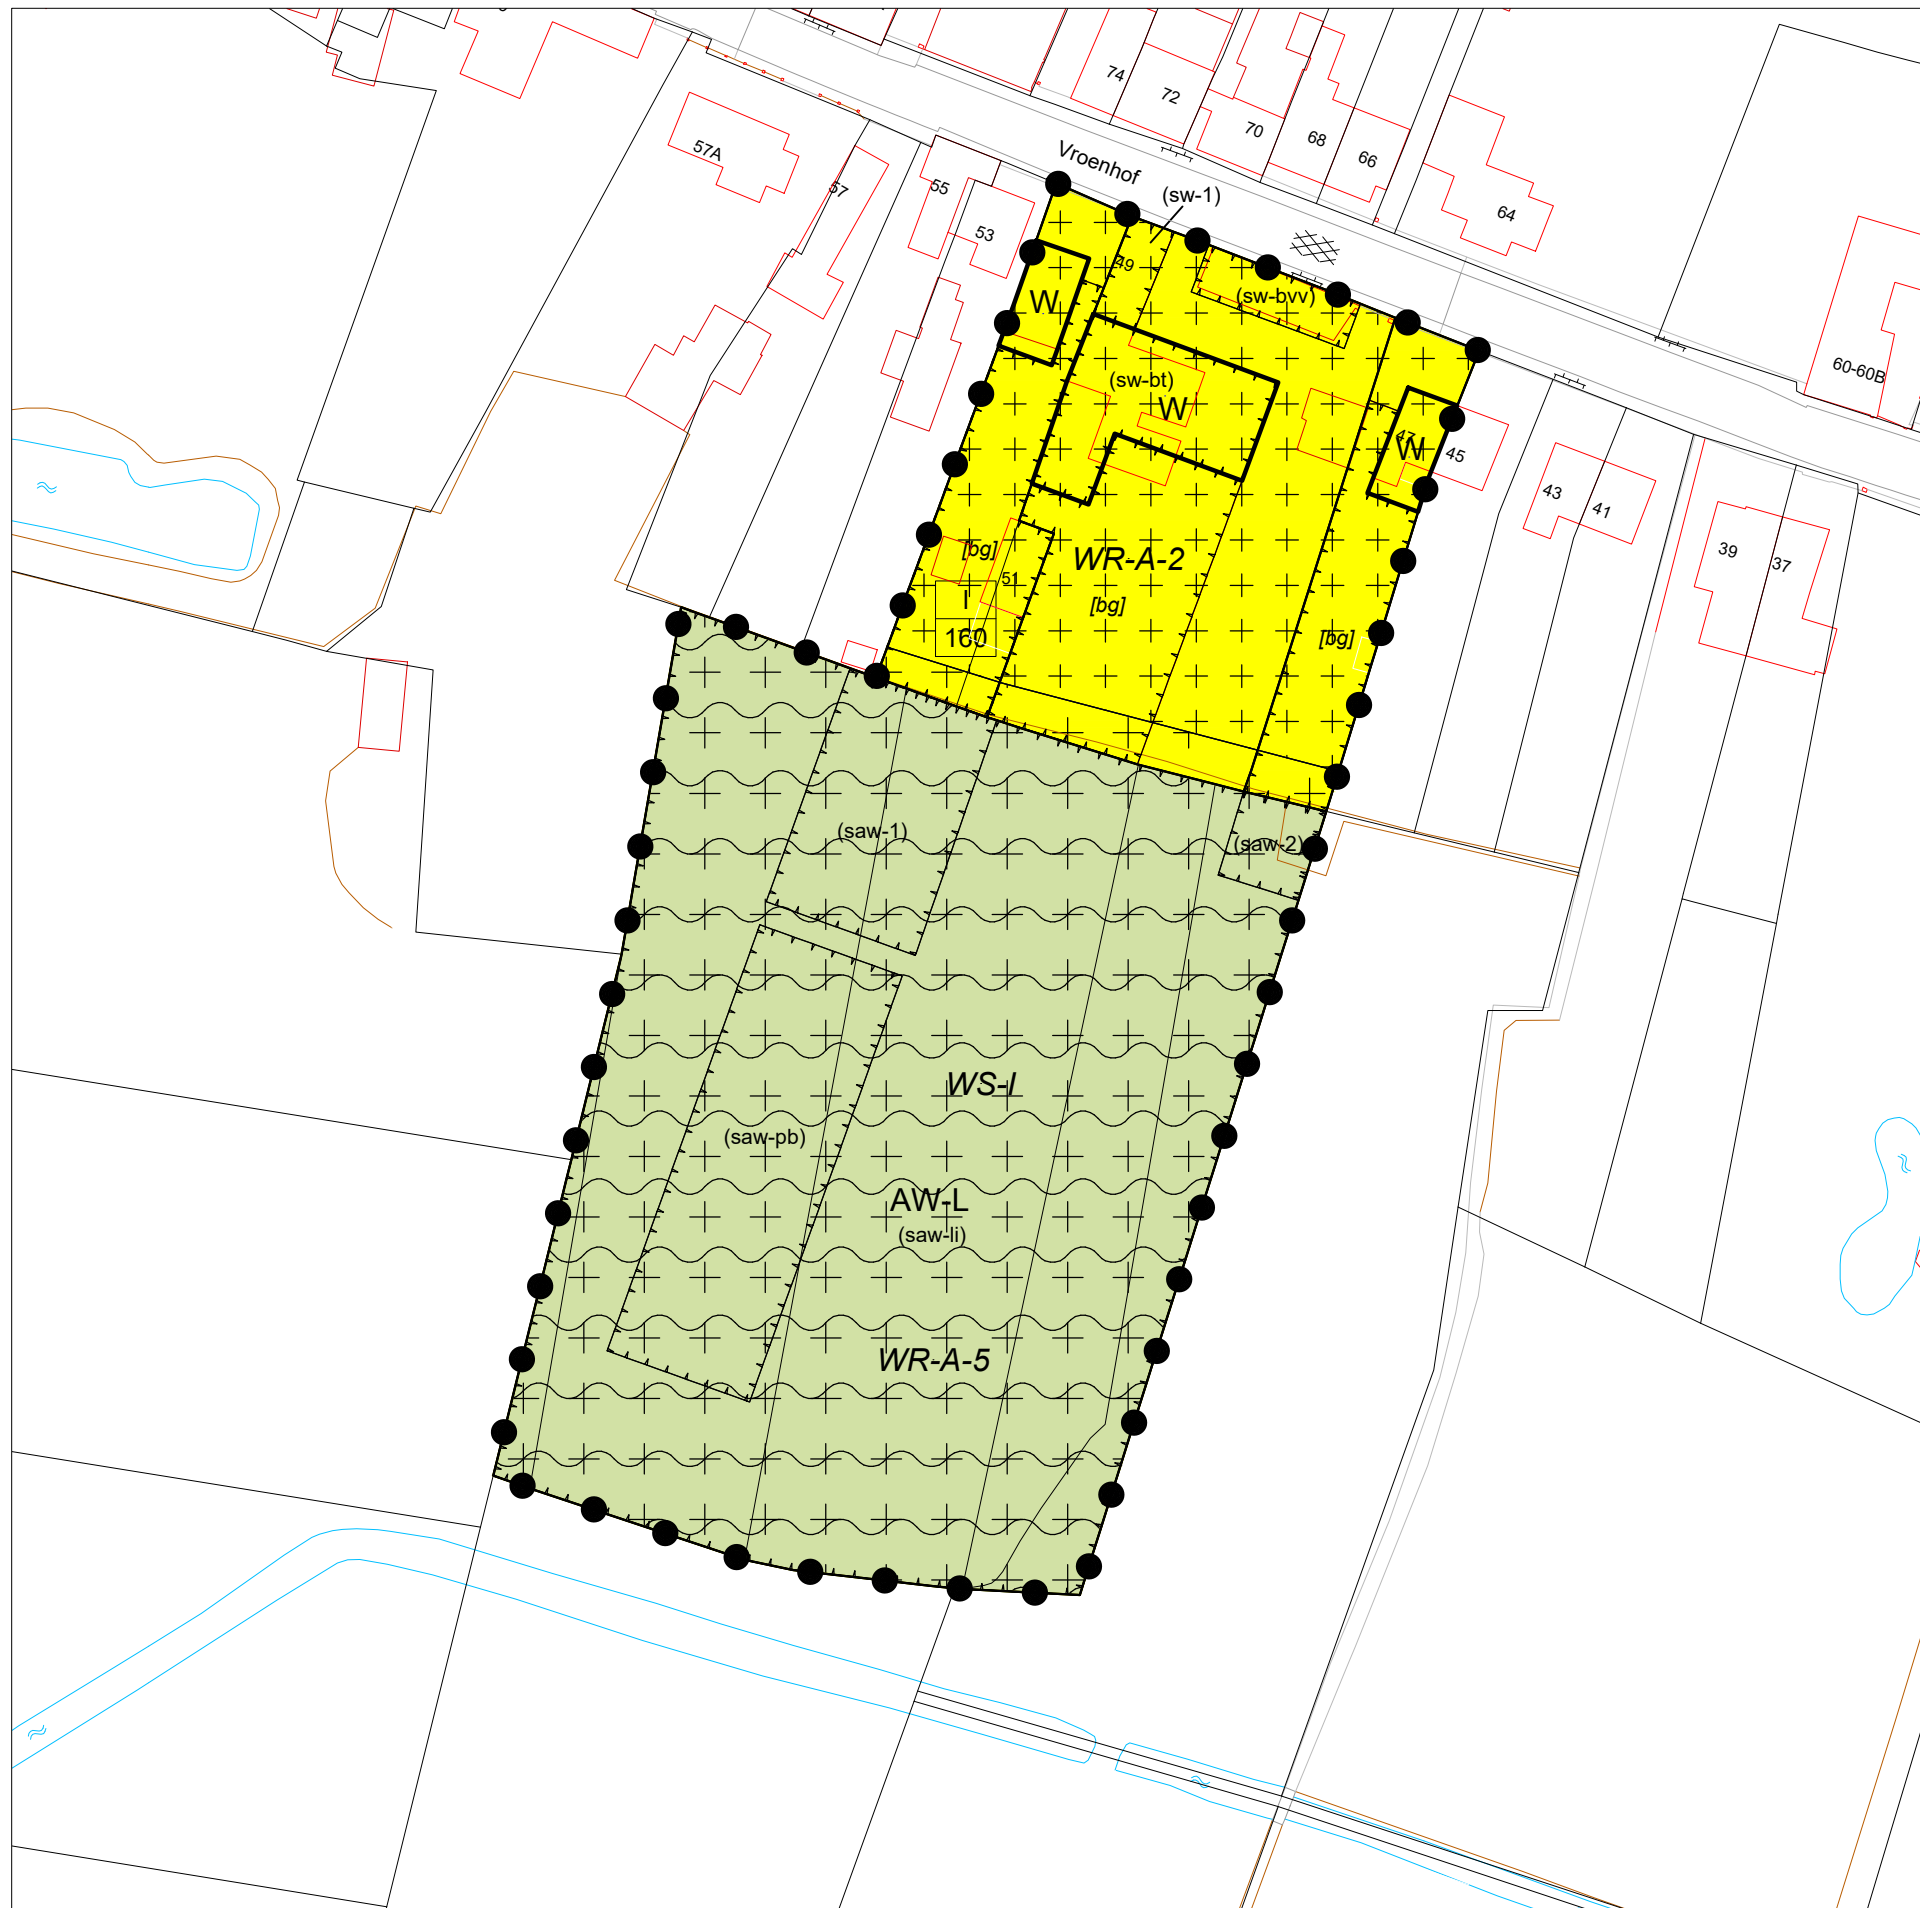 74
72
70
68
66
64
57A
57
55
53
Vroenhof
(sw-1)
49
(sw-bvv)
W
(sw-bt)
W
47
W
45
60-60B
43
41
39
37
[bg]
WR-A-2
51
[bg]
I
160
[bg]
(saw-1)
(saw-2)
WS-I
(saw-pb)
AW-L
(saw-li)
WR-A-5